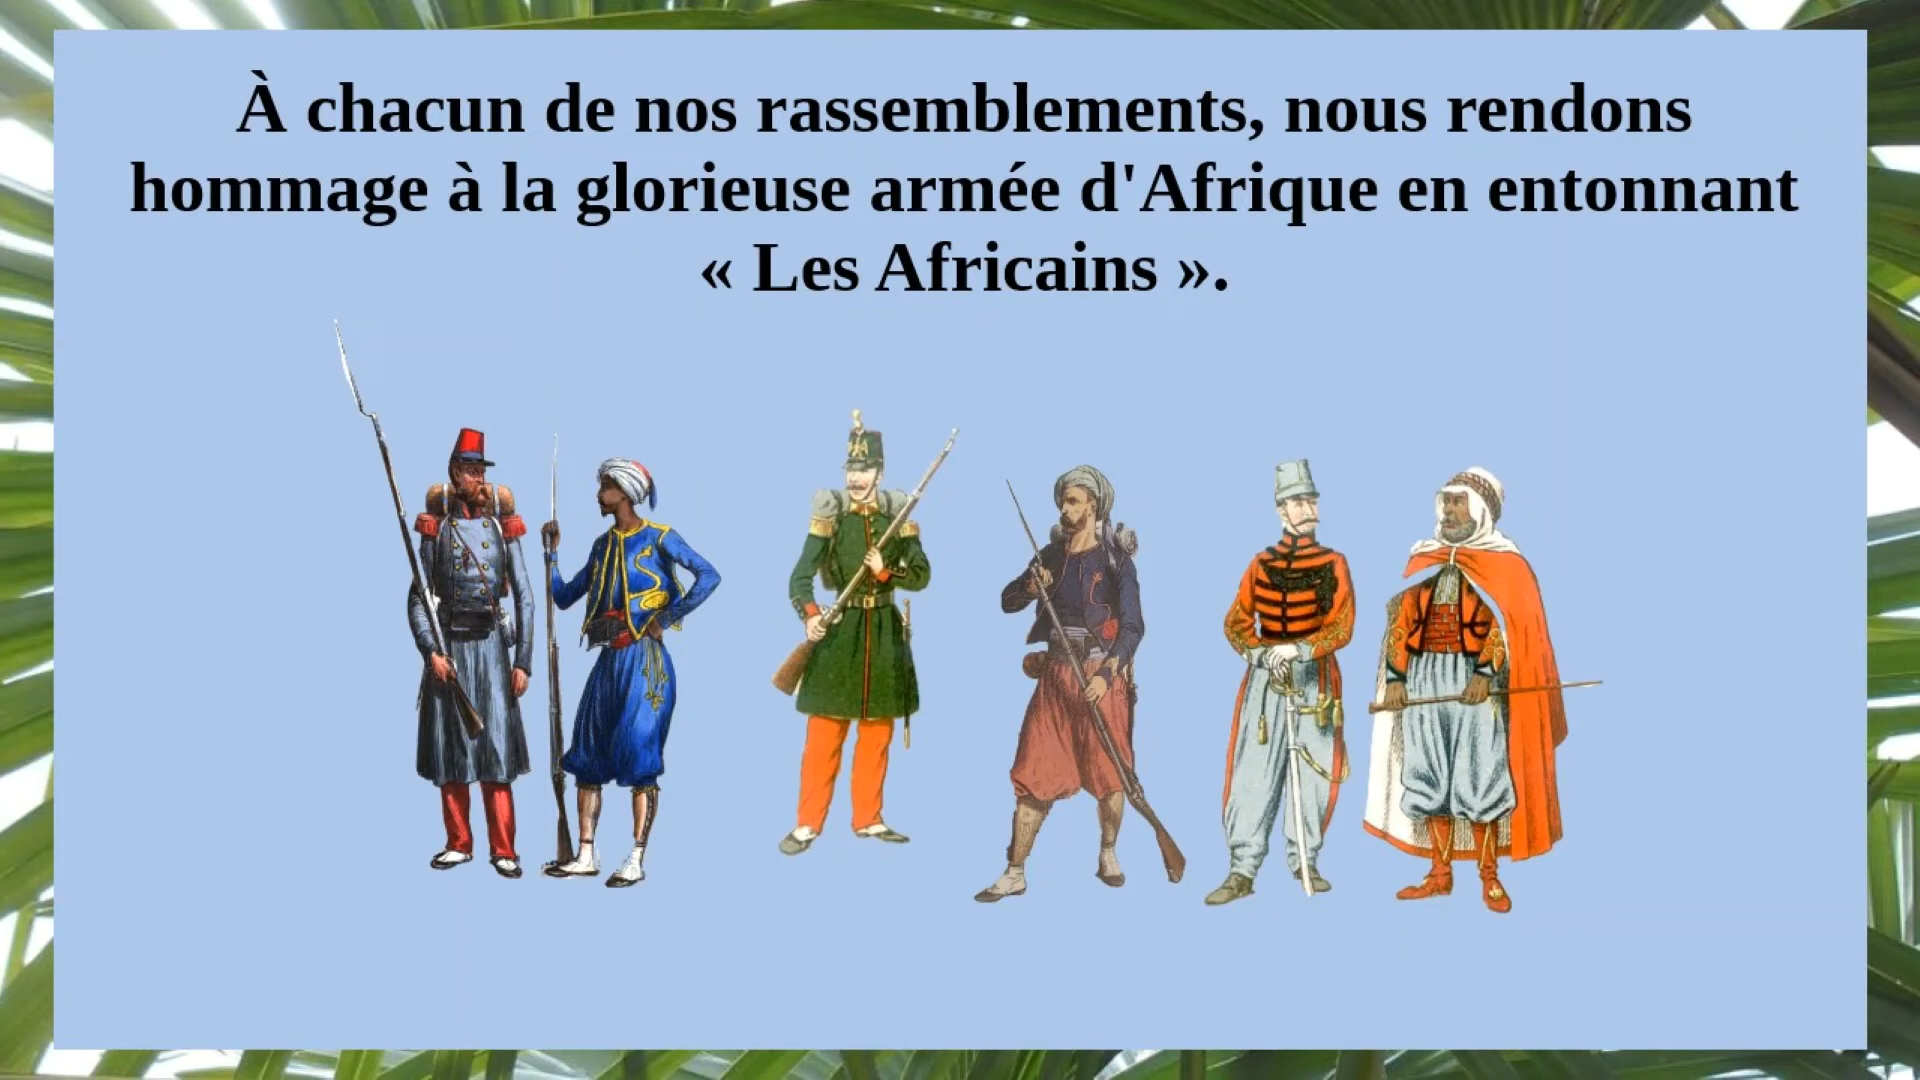 À chacun de nos rassemblements, nous rendons
hommage à la glorieuse armée d'Afrique en entonnant
« Les Africains ».